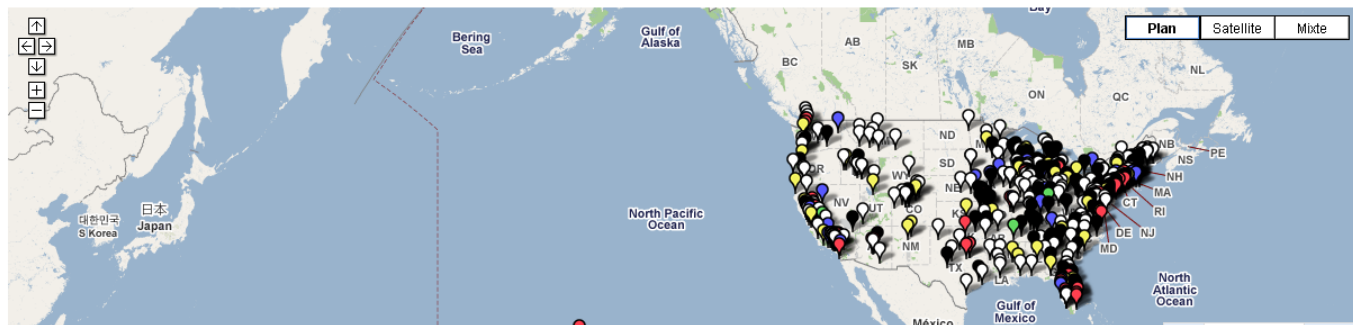 Bay
Plan
Satellite
Mixte
Bering
Sea
Gulf of
Alaska
AB
MB
SK
BC
ON
QC
NL
NB
PE
NS
ND
SD
OR
WY
NE
NH
MA
CT
RI
NV
UT
CO
KS
NJ
DE
MD
NM
AR
TX
LA
대한민국
S Korea
日本
Japan
North Pacific
Ocean
North
Atlantic
Ocean
Gulf of
Mexico
México